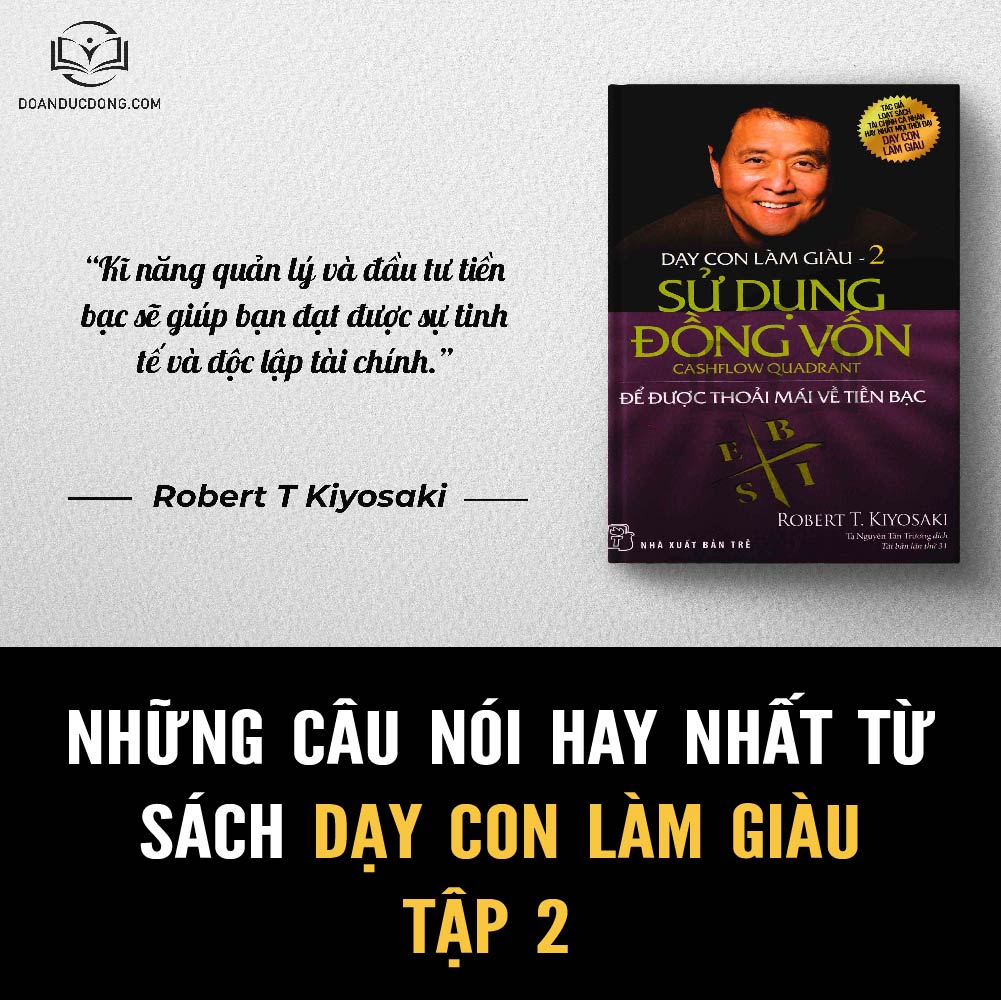 DOANDUCDONG.COM
“Kĩ năng quản lý và đầu tư tiền
bạc sẽ giúp bạn đạt được sự tinh
tế và độc lập tài chính.”
Robert T Kiyosaki
TÁC GIẢ
LOẠT SÁCH
TÀI CHÍNH CÁ NHÂN
HAY NHẤT MỌI THỜI ĐẠI
DẠY CON
LÀM GIÀU
DẠY CON LÀM GIÀU - 2
SỬ DỤNG
ĐỒNG VỐN
CASHFLOW QUADRANT
ĐỂ ĐƯỢC THOẢI MÁI VỀ TIỀN BẠC
E B
S I
ROBERT T. KIYOSAKI
Tạ Nguyễn Tấn Trương dịch
Tái bản lần thứ 31
NHÀ XUẤT BẢN TRẺ
NHỮNG CÂU NÓI HAY NHẤT TỪ
SÁCH DẠY CON LÀM GIÀU
TẬP 2